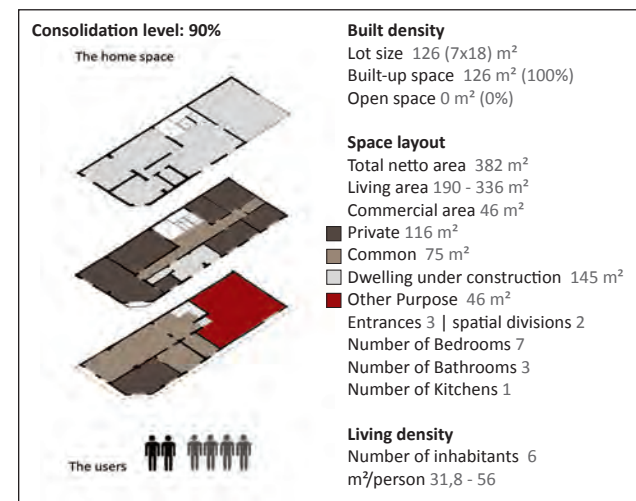 Consolidation level: 90%
The home space
The users
Built density
Lot size 126 (7x18) m²
Built-up space 126 m² (100%)
Open space 0 m² (0%)
Space layout
Total netto area 382 m²
Living area 190 - 336 m²
Commercial area 46 m²
Private 116 m²
Common 75 m²
Dwelling under construction 145 m²
Other Purpose 46 m²
Entrances 3 | spatial divisions 2
Number of Bedrooms 7
Number of Bathrooms 3
Number of Kitchens 1
Living density
Number of inhabitants 6
m²/person 31,8 - 56